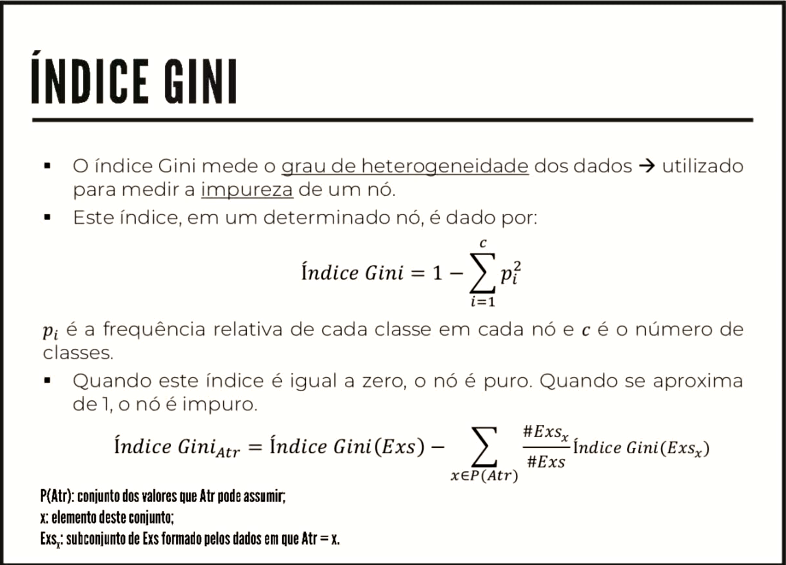 ÍNDICE GINI
▪ O índice Gini mede o grau de heterogeneidade dos dados → utilizado
para medir a impureza de um nó.
▪ Este índice, em um determinado nó, é dado por:
Índice Gini = 1 − ∑_{i=1}^{c} p_i^2
p_i é a frequência relativa de cada classe em cada nó e c é o número de
classes.
▪ Quando este índice é igual a zero, o nó é puro. Quando se aproxima
de 1, o nó é impuro.
Índice Gini_{Atr} = Índice Gini(Exs) − ∑_{x∈P(Atr)} \frac{#Exs_x}{#Exs} Índice Gini(Exs_x)
P(Atr): conjunto dos valores que Atr pode assumir;
x: elemento deste conjunto;
Exs_x: subconjunto de Exs formado pelos dados em que Atr = x.